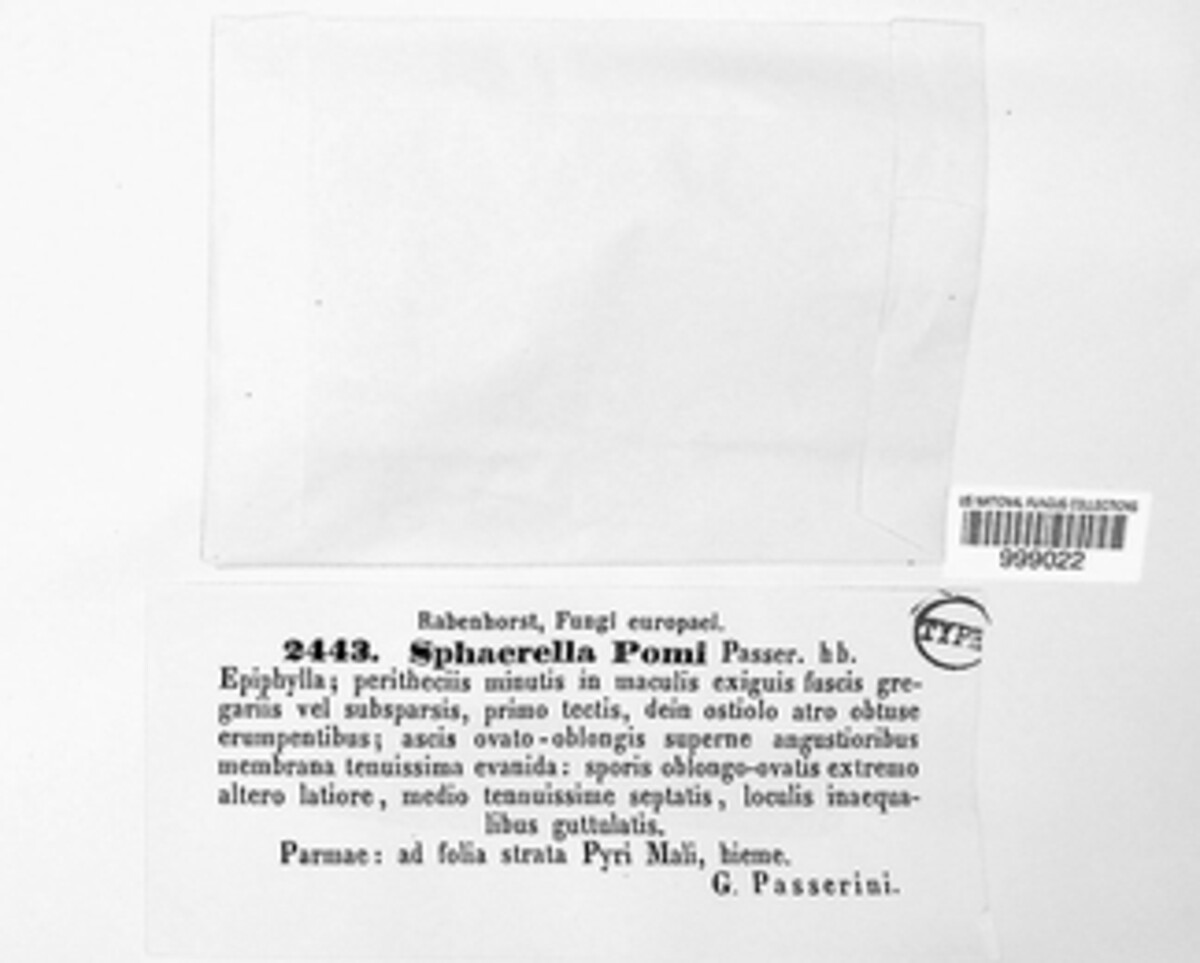 US NATIONAL FUNGUS COLLECTIONS
999022
TYPE
Rabenhorst, Fungi europaei.
2443. Sphaerella Pomi Passer. hb.
Epiphylla; peritheciis minutis in maculis exiguis fuscis gre-
gariis vel subsparsis, primo tectis, dein ostiolo atro obtuse
erumpentibus; ascis ovato-oblongis superne angustioribus
membrana tenuissima evanida: sporis oblongo-ovatis extremo
altero latiore, medio tennuissime septatis, loculis inaequa-
libus guttulatis.
Parmae: ad folia strata Pyri Mali, hieme.
G. Passerini.